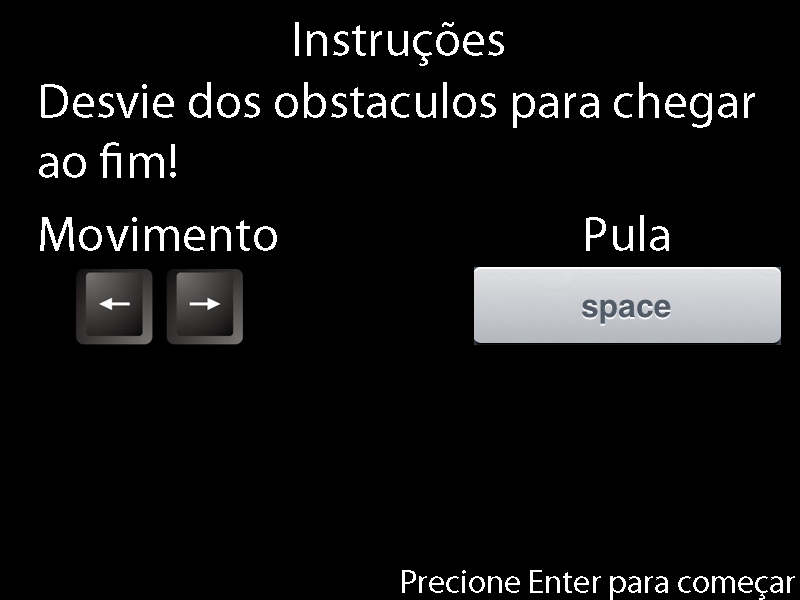 Instruções
Desvie dos obstaculos para chegar
ao fim!
Movimento Pula
space
Precione Enter para começar